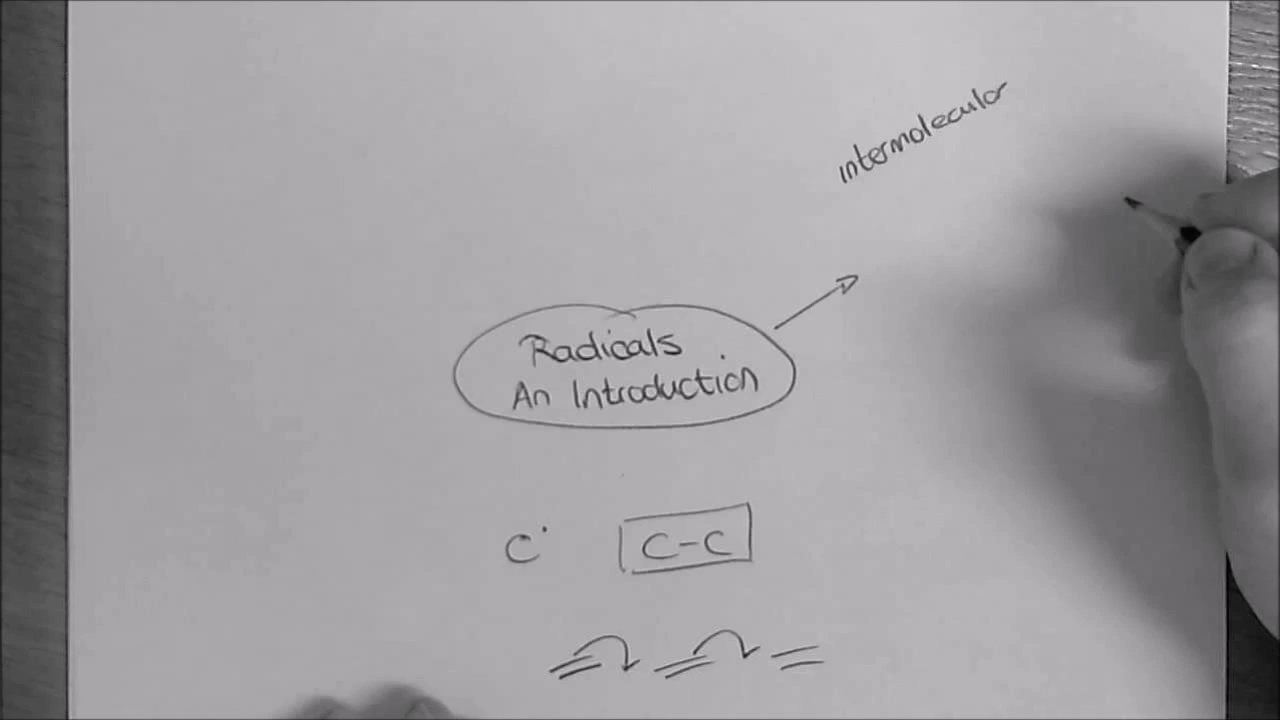 intermolecular
Radicals
An Introduction
C·
C-C